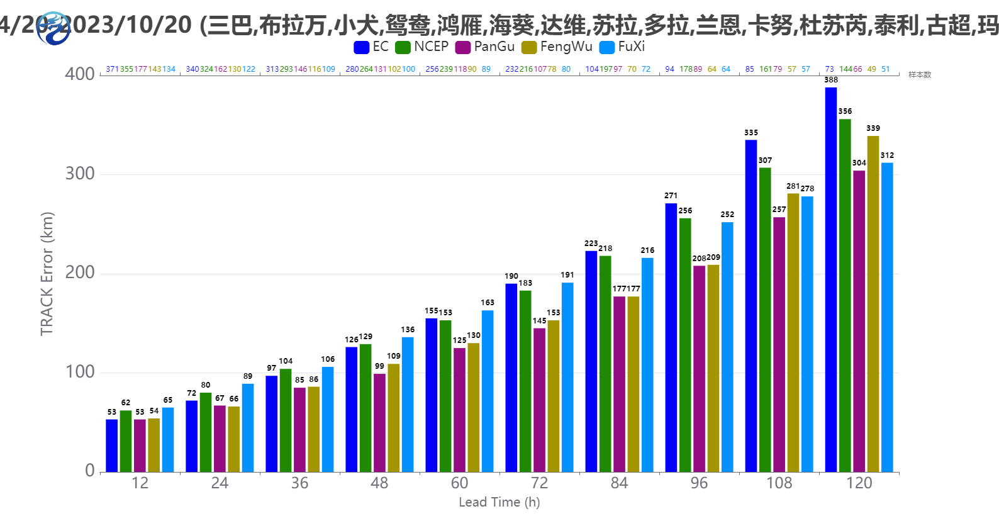 4/20-2023/10/20 (三巴,布拉万,小犬,鸳鸯,鸿雁,海葵,达维,苏拉,多拉,兰恩,卡努,杜苏芮,泰利,古超,玛
EC NCEP PanGu FengWu FuXi
371 355 177 143 134 340 324 162 130 122 313 293 146 116 109 280 264 131 102 100 256 239 118 90 89 232 216 107 78 80 104 197 97 70 72 94 178 89 64 64 85 161 79 57 57 73 144 66 49 51
样本数
400
300
200
100
0
TRACK Error (km)
53 62 53 54 65
72 80 67 66 89
97 104 85 86 106
126 129 99 109 136
155 153 125 130 163
190 183 145 153 191
223 218 177 177 216
271 256 208 209 252
335 307 257 281 278
388 356 304 339 312
12 24 36 48 60 72 84 96 108 120
Lead Time (h)